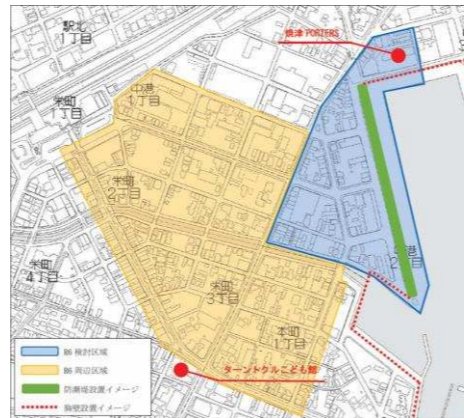 駅北
1丁目
焼津 PORTERS
中港
1丁目
栄町
1丁目
栄町
2丁目
栄町
4丁目
栄町
3丁目
本町
1丁目
2丁目
ターントクルこども館
B6 検討区域
B6 周辺区域
防潮堤設置イメージ
胸壁設置イメージ